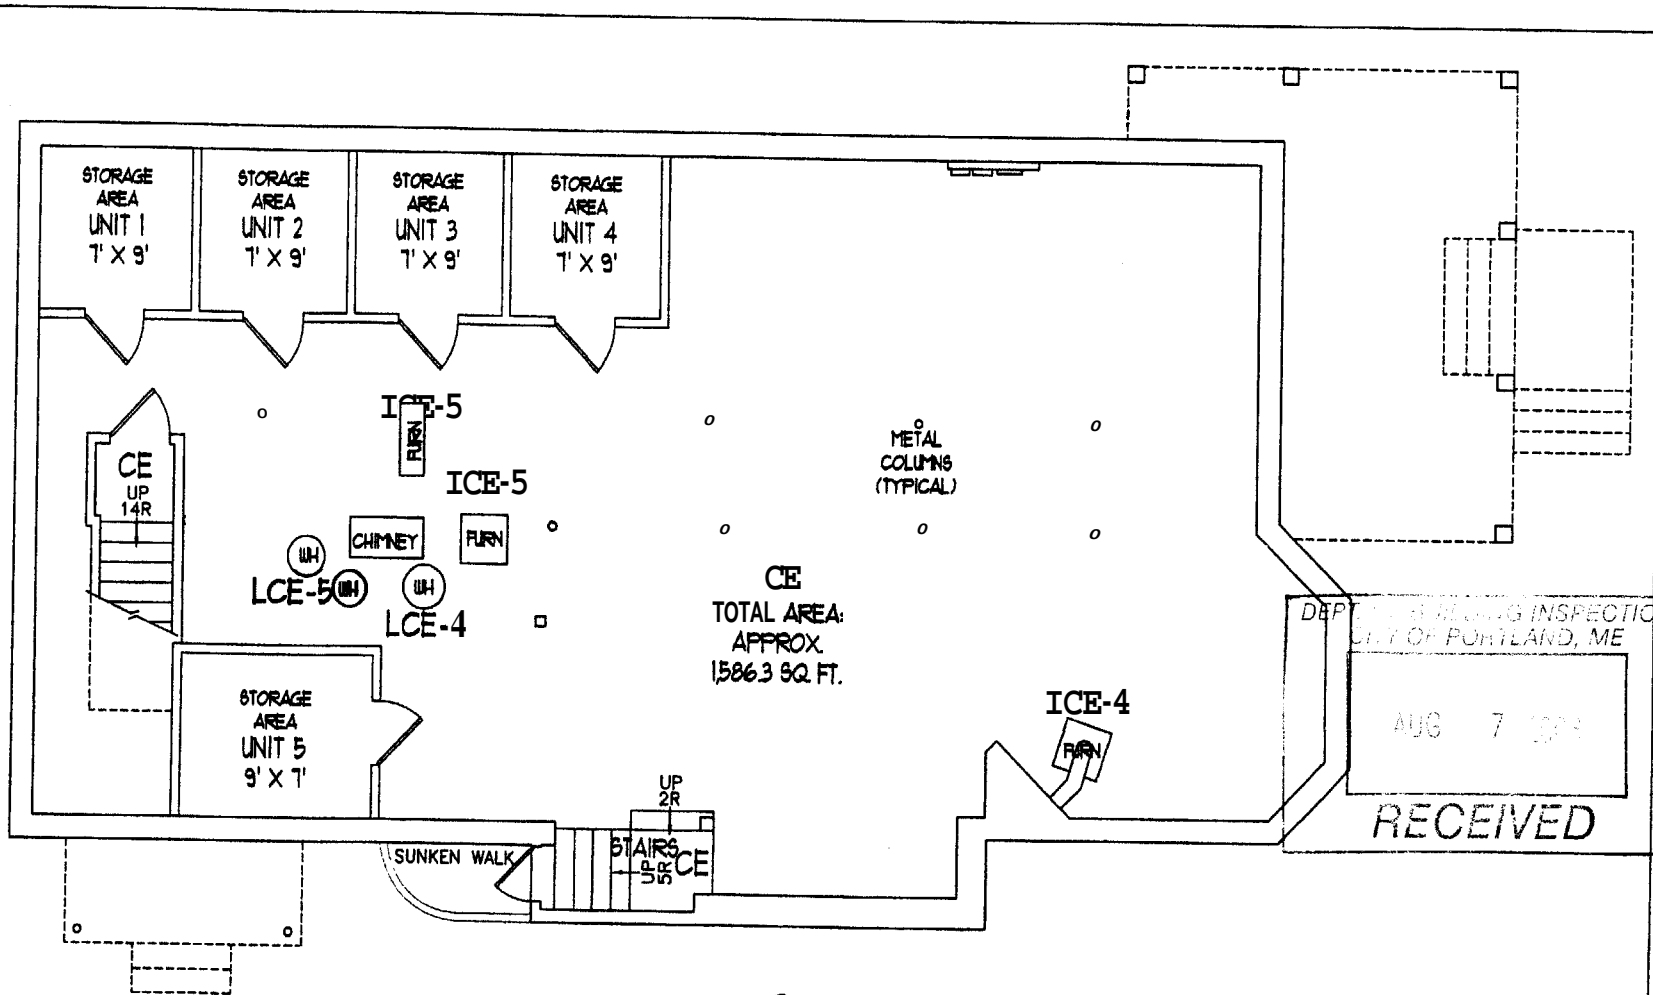 STORAGE
AREA
UNIT 1
7' X 9'
STORAGE
AREA
UNIT 2
7' X 9'
STORAGE
AREA
UNIT 3
7' X 9'
STORAGE
AREA
UNIT 4
7' X 9'
ICE-5
FURN
METAL
COLUMNS
(TYPICAL)
CE
UP
14R
ICE-5
CHIMNEY
FURN
WH
LCE-5
WH
WH
LCE-4
CE
TOTAL AREA:
APPROX.
1,586.3 SQ. FT.
STORAGE
AREA
UNIT 5
9' X 7'
ICE-4
FURN
UP
2R
SUNKEN WALK
STAIRS
CE
UP
5R
INSPECTIO
CITY OF PORTLAND, ME
AUG 7
RECEIVED